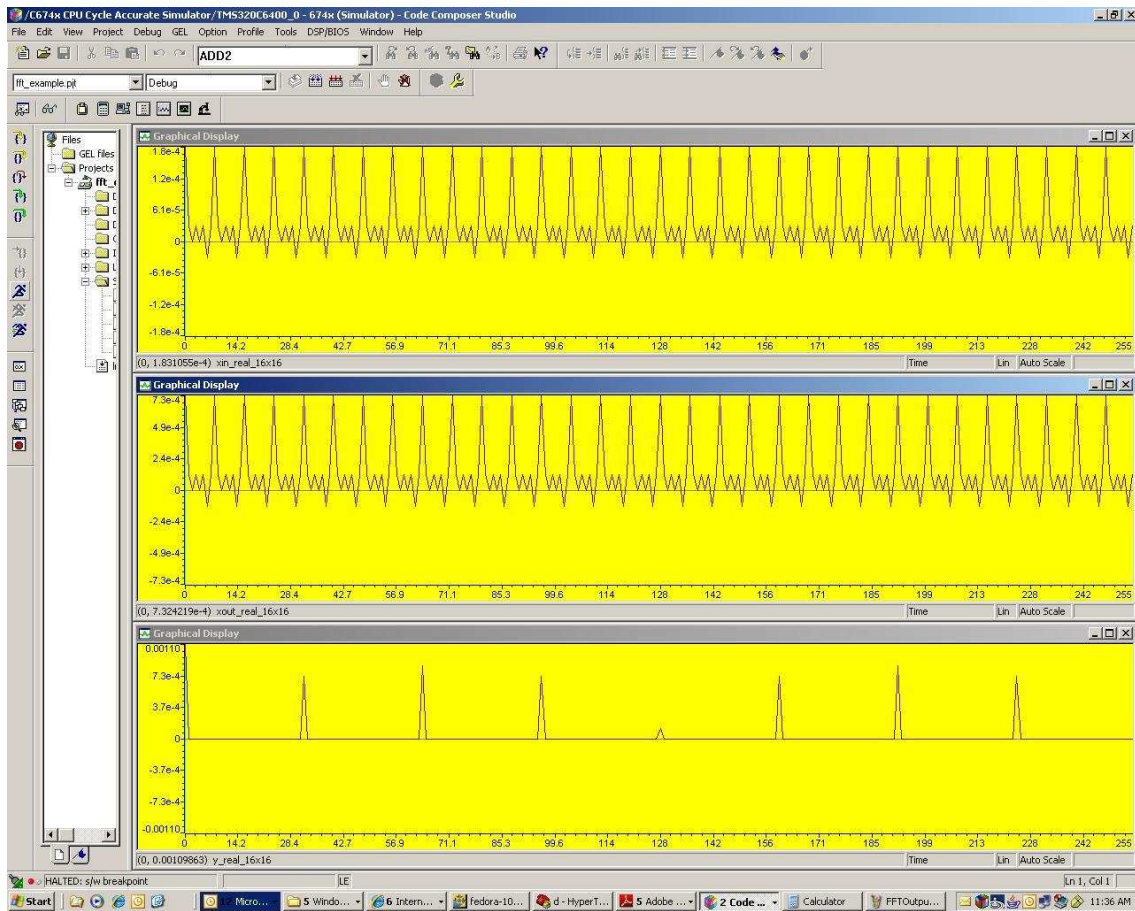 /C674x CPU Cycle Accurate Simulator/TMS320C6400_0 - 674x (Simulator) - Code Composer Studio
File Edit View Project Debug GEL Option Profile Tools DSP/BIOS Window Help
ADD2
fft_example.pjt Debug
Files
GEL files
Projects
Graphical Display
1.8e-4
1.2e-4
6.1e-5
0
-6.1e-5
-1.2e-4
-1.8e-4
0 14.2 28.4 42.7 56.9 71.1 85.3 99.6 114 128 142 156 171 185 199 213 228 242 255
(0, 1.831055e-4) xin_real_16x16 Time Lin Auto Scale
Graphical Display
7.3e-4
4.9e-4
2.4e-4
0
-2.4e-4
-4.9e-4
-7.3e-4
0 14.2 28.4 42.7 56.9 71.1 85.3 99.6 114 128 142 156 171 185 199 213 228 242 255
(0, 7.324219e-4) xout_real_16x16 Time Lin Auto Scale
Graphical Display
0.00110
7.3e-4
3.7e-4
0
-3.7e-4
-7.3e-4
-0.00110
0 14.2 28.4 42.7 56.9 71.1 85.3 99.6 114 128 142 156 171 185 199 213 228 242 255
(0, 0.00109863) y_real_16x16 Time Lin Auto Scale
HALTED: s/w breakpoint LE Ln 1, Col 1
Start 12 Micro... 5 Windo... 6 Intern... fedora-10... d - HyperT... 5 Adobe ... 2 Code ... Calculator FFTOutpu... 11:36 AM